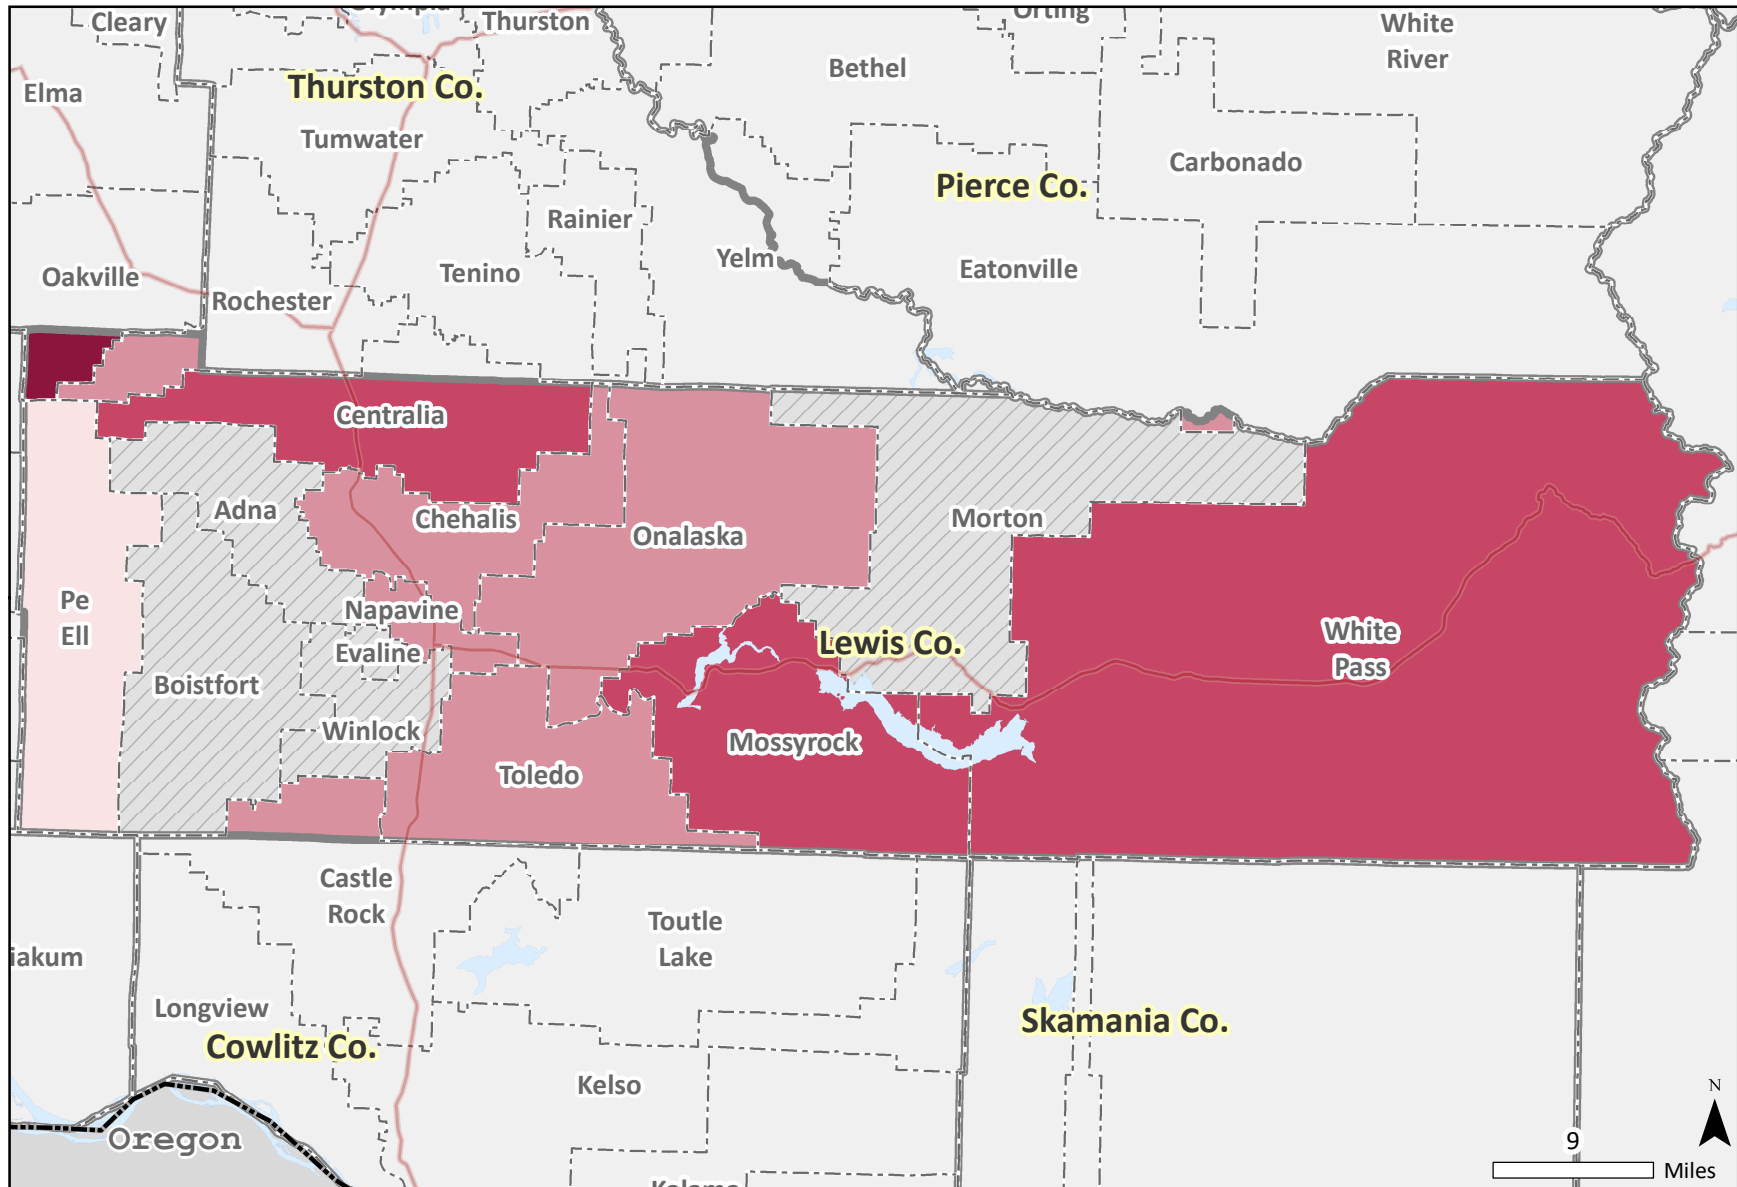 Cleary
Thurston
White
River
Bethel
Elma
Thurston Co.
Tumwater
Carbonado
Pierce Co.
Rainier
Yelm
Eatonville
Tenino
Oakville
Rochester
Centralia
Adna
Chehalis
Morton
Onalaska
Pe
Ell
Napavine
Lewis Co.
White
Pass
Evaline
Boistfort
Winlock
Mossyrock
Toledo
Castle
Rock
Toutle
Lake
iakum
Longview
Skamania Co.
Cowlitz Co.
Kelso
N
Oregon
9
Miles